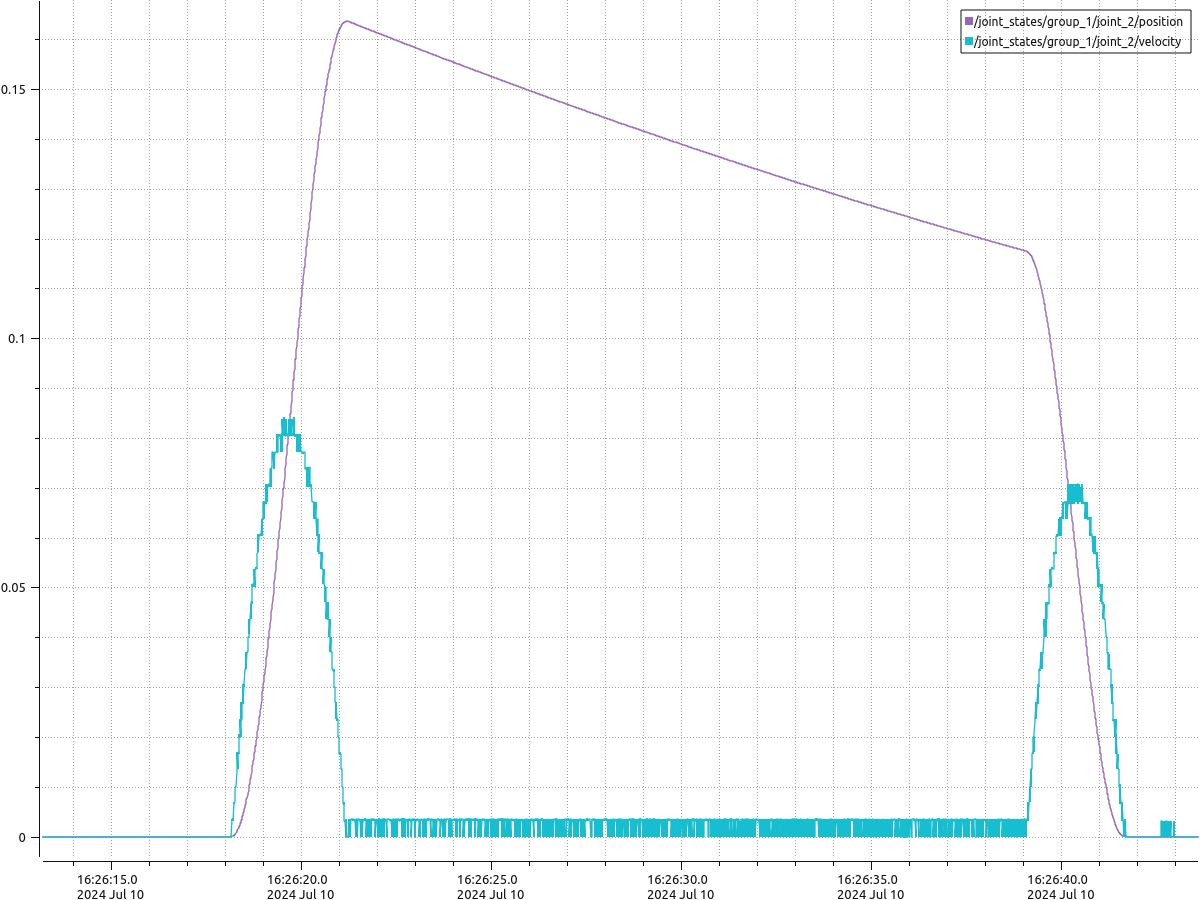 /joint_states/group_1/joint_2/position
/joint_states/group_1/joint_2/velocity
0.15
0.1
0.05
0
16:26:15.0 16:26:20.0 16:26:25.0 16:26:30.0 16:26:35.0 16:26:40.0
2024 Jul 10 2024 Jul 10 2024 Jul 10 2024 Jul 10 2024 Jul 10 2024 Jul 10